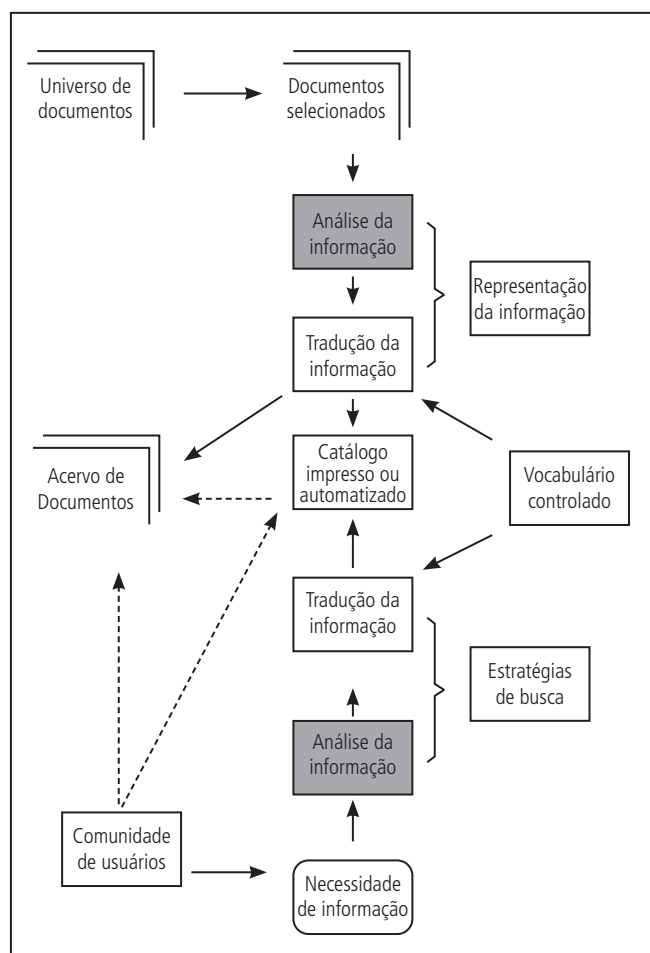 Universo de
documentos
Documentos
selecionados
Análise da
informação
Representação
da informação
Tradução da
informação
Acervo de
Documentos
Catálogo
impresso ou
automatizado
Vocabulário
controlado
Tradução da
informação
Estratégias
de busca
Análise da
informação
Comunidade
de usuários
Necessidade
de informação